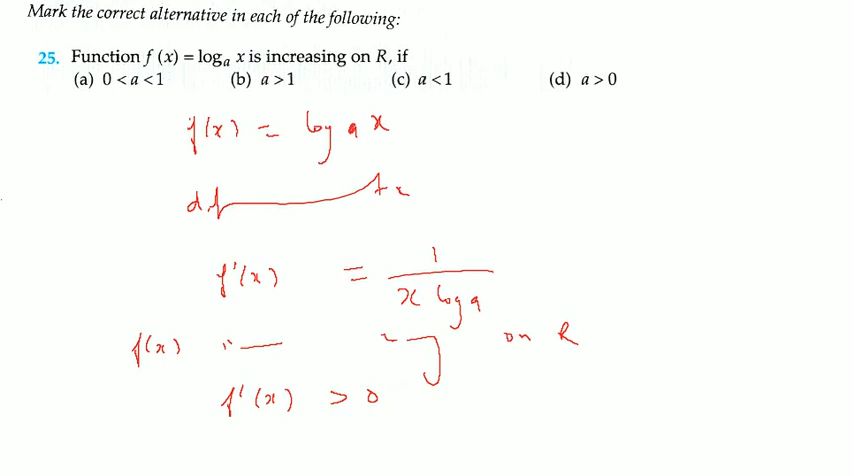 Mark the correct alternative in each of the following:
25. Function f (x) = logₐ x is increasing on R, if
(a) 0 < a < 1 (b) a > 1 (c) a < 1 (d) a > 0
f(x) = log a x
f'(x) = 1 / x log a
f(x) on R
f'(x) > 0